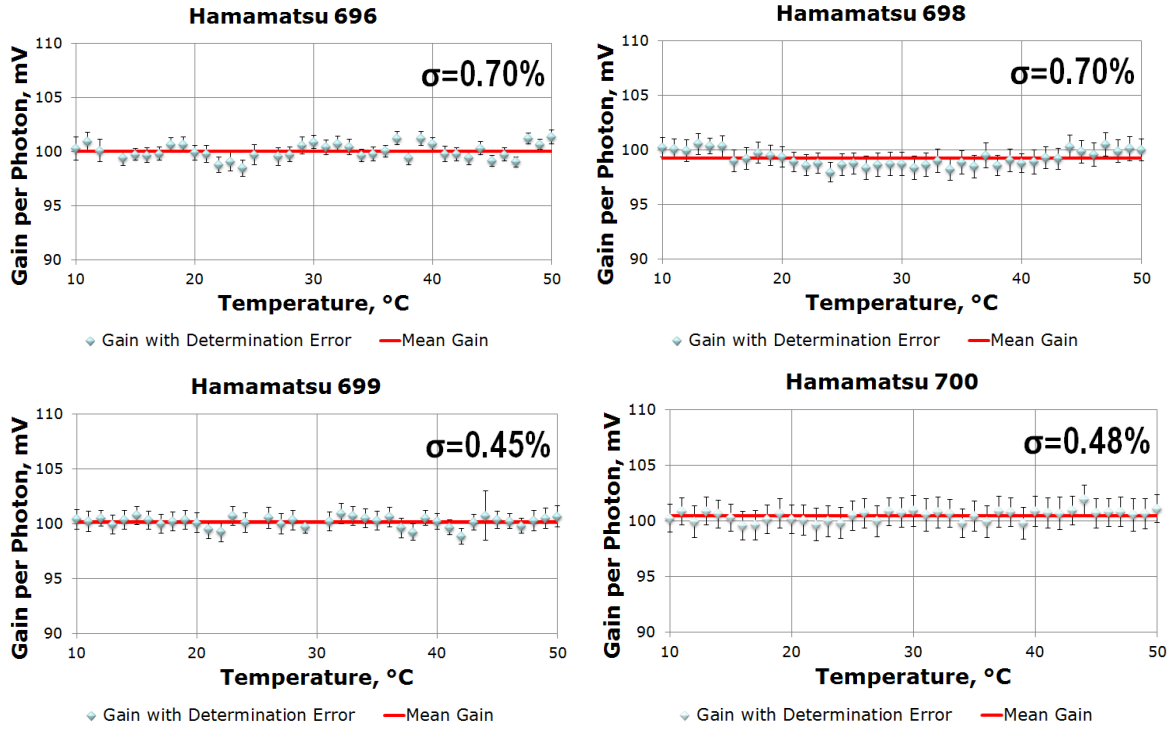 Hamamatsu 696
Gain per Photon, mV
110
105
100
95
90
σ=0.70%
10 20 30 40 50
Temperature, °C
Gain with Determination Error Mean Gain
Hamamatsu 698
Gain per Photon, mV
110
105
100
95
90
σ=0.70%
10 20 30 40 50
Temperature, °C
Gain with Determination Error Mean Gain
Hamamatsu 699
Gain per Photon, mV
110
105
100
95
90
σ=0.45%
10 20 30 40 50
Temperature, °C
Gain with Determination Error Mean Gain
Hamamatsu 700
Gain per Photon, mV
110
105
100
95
90
σ=0.48%
10 20 30 40 50
Temperature, °C
Gain with Determination Error Mean Gain